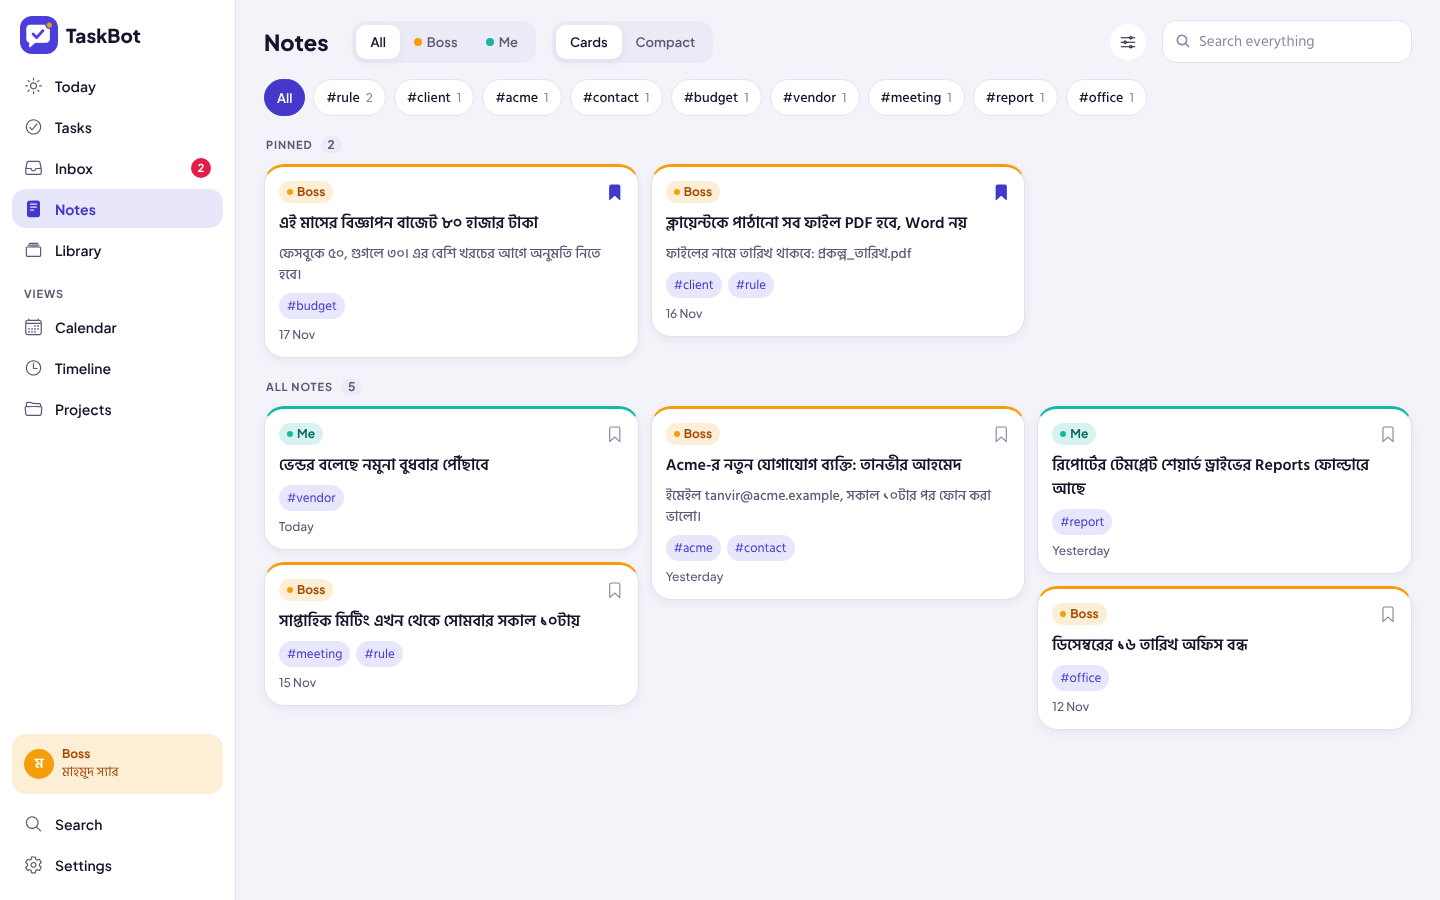 TaskBot
Today
Tasks
Inbox 2
Notes
Library
VIEWS
Calendar
Timeline
Projects
Boss
মাহমুদ স্যার
ম
Search
Settings
Notes
All Boss Me
Cards Compact
Search everything
All #rule 2 #client 1 #acme 1 #contact 1 #budget 1 #vendor 1 #meeting 1 #report 1 #office 1
PINNED 2
Boss
এই মাসের বিজ্ঞাপন বাজেট ৮০ হাজার টাকা
ফেসবুকে ৫০, গুগলে ৩০। এর বেশি খরচের আগে অনুমতি নিতে
হবে।
#budget
17 Nov
Boss
ক্লায়েন্টকে পাঠানো সব ফাইল PDF হবে, Word নয়
ফাইলের নামে তারিখ থাকবে: প্রকল্প_তারিখ.pdf
#client #rule
16 Nov
ALL NOTES 5
Me
ভেন্ডর বলেছে নমুনা বুধবার পৌঁছাবে
#vendor
Today
Boss
সাপ্তাহিক মিটিং এখন থেকে সোমবার সকাল ১০টায়
#meeting #rule
15 Nov
Boss
Acme-র নতুন যোগাযোগ ব্যক্তি: তানভীর আহমেদ
ইমেইল tanvir@acme.example, সকাল ১০টার পর ফোন করা
ভালো।
#acme #contact
Yesterday
Me
রিপোর্টের টেমপ্লেট শেয়ার্ড ড্রাইভের Reports ফোল্ডারে
আছে
#report
Yesterday
Boss
ডিসেম্বরের ১৬ তারিখ অফিস বন্ধ
#office
12 Nov